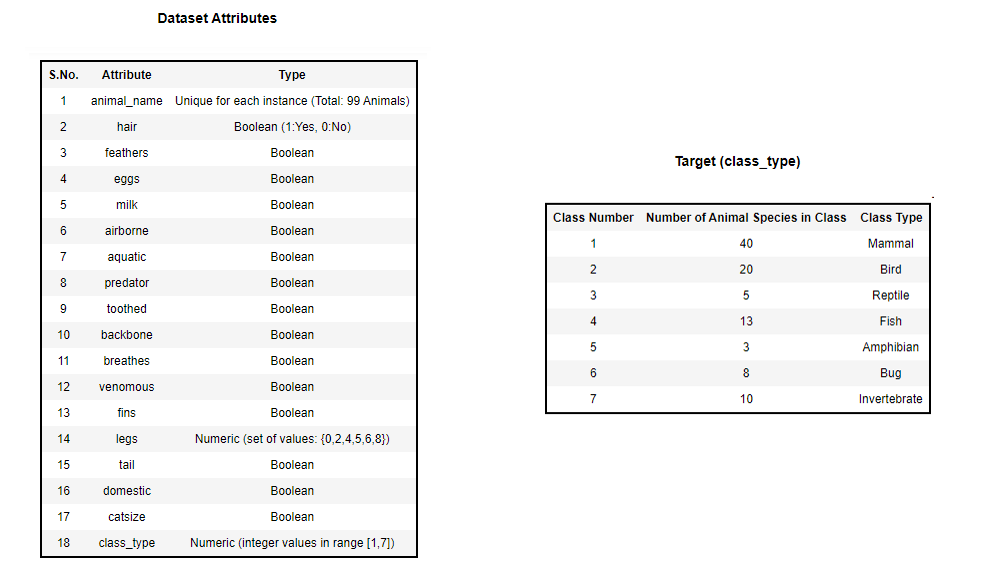 Dataset Attributes
S.No. Attribute Type
1 animal_name Unique for each instance (Total: 99 Animals)
2 hair Boolean (1:Yes, 0:No)
3 feathers Boolean
4 eggs Boolean
5 milk Boolean
6 airborne Boolean
7 aquatic Boolean
8 predator Boolean
9 toothed Boolean
10 backbone Boolean
11 breathes Boolean
12 venomous Boolean
13 fins Boolean
14 legs Numeric (set of values: {0,2,4,5,6,8})
15 tail Boolean
16 domestic Boolean
17 catsize Boolean
18 class_type Numeric (integer values in range [1,7])
Target (class_type)
Class Number Number of Animal Species in Class Class Type
1 40 Mammal
2 20 Bird
3 5 Reptile
4 13 Fish
5 3 Amphibian
6 8 Bug
7 10 Invertebrate